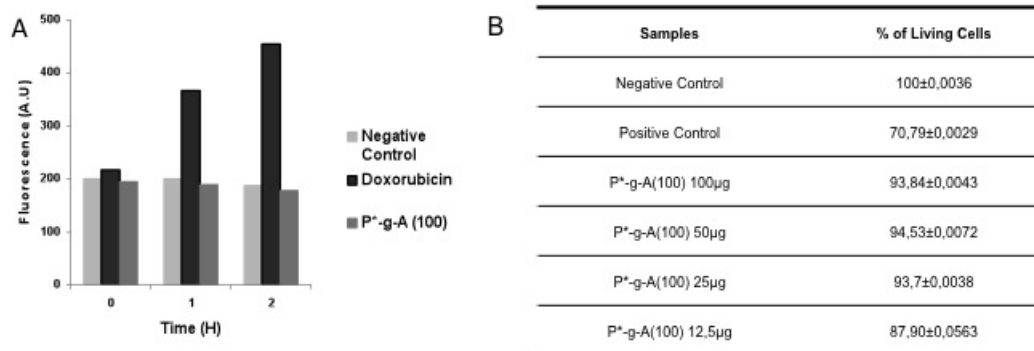 A
500
400
300
200
100
0
Fluorescence (A.U)
0 1 2
Time (H)
Negative
Control
Doxorubicin
P*-g-A (100)
B
Samples % of Living Cells
Negative Control 100±0,0036
Positive Control 70,79±0,0029
P*-g-A(100) 100µg 93,84±0,0043
P*-g-A(100) 50µg 94,53±0,0072
P*-g-A(100) 25µg 93,7±0,0038
P*-g-A(100) 12,5µg 87,90±0,0563